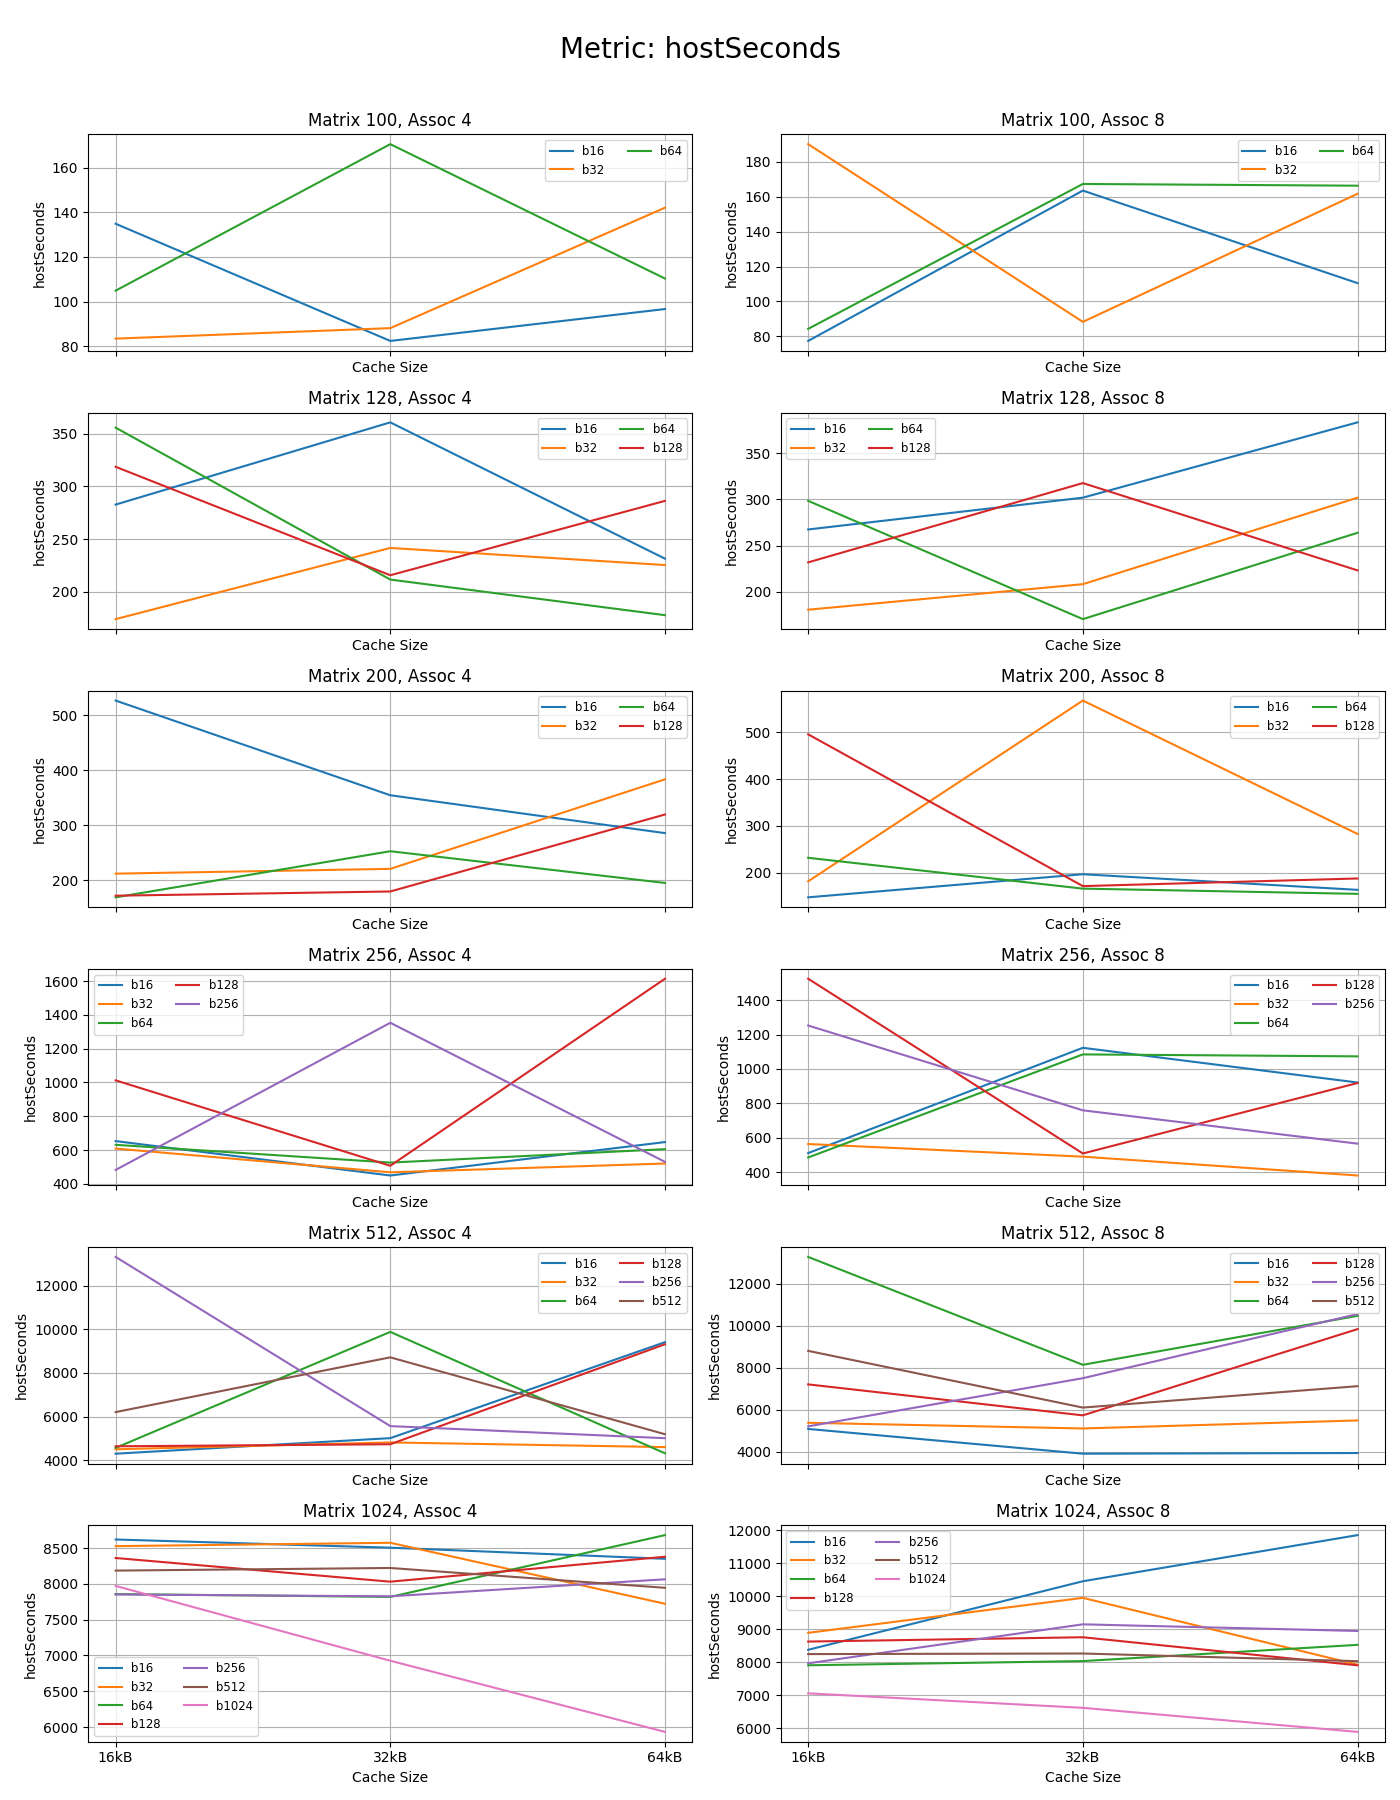 Metric: hostSeconds
Matrix 100, Assoc 4
160
140
120
100
80
hostSeconds
b16 b64
b32
Cache Size
Matrix 100, Assoc 8
180
160
140
120
100
80
hostSeconds
b16 b64
b32
Cache Size
Matrix 128, Assoc 4
350
300
250
200
hostSeconds
b16 b64
b32 b128
Cache Size
Matrix 128, Assoc 8
350
300
250
200
hostSeconds
b16 b64
b32 b128
Cache Size
Matrix 200, Assoc 4
500
400
300
200
hostSeconds
b16 b64
b32 b128
Cache Size
Matrix 200, Assoc 8
500
400
300
200
hostSeconds
b16 b64
b32 b128
Cache Size
Matrix 256, Assoc 4
1600
1400
1200
1000
800
600
400
hostSeconds
b16 b128
b32 b256
b64
Cache Size
Matrix 256, Assoc 8
1400
1200
1000
800
600
400
hostSeconds
b16 b128
b32 b256
b64
Cache Size
Matrix 512, Assoc 4
12000
10000
8000
6000
4000
hostSeconds
b16 b128
b32 b256
b64 b512
Cache Size
Matrix 512, Assoc 8
12000
10000
8000
6000
4000
hostSeconds
b16 b128
b32 b256
b64 b512
Cache Size
Matrix 1024, Assoc 4
8500
8000
7500
7000
6500
6000
hostSeconds
b16 b256
b32 b512
b64 b1024
b128
16kB 32kB 64kB
Cache Size
Matrix 1024, Assoc 8
12000
11000
10000
9000
8000
7000
6000
hostSeconds
b16 b256
b32 b512
b64 b1024
b128
16kB 32kB 64kB
Cache Size